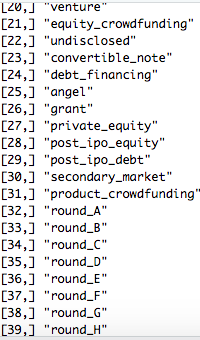 [20,] "venture"
[21,] "equity_crowdfunding"
[22,] "undisclosed"
[23,] "convertible_note"
[24,] "debt_financing"
[25,] "angel"
[26,] "grant"
[27,] "private_equity"
[28,] "post_ipo_equity"
[29,] "post_ipo_debt"
[30,] "secondary_market"
[31,] "product_crowdfunding"
[32,] "round_A"
[33,] "round_B"
[34,] "round_C"
[35,] "round_D"
[36,] "round_E"
[37,] "round_F"
[38,] "round_G"
[39,] "round_H"